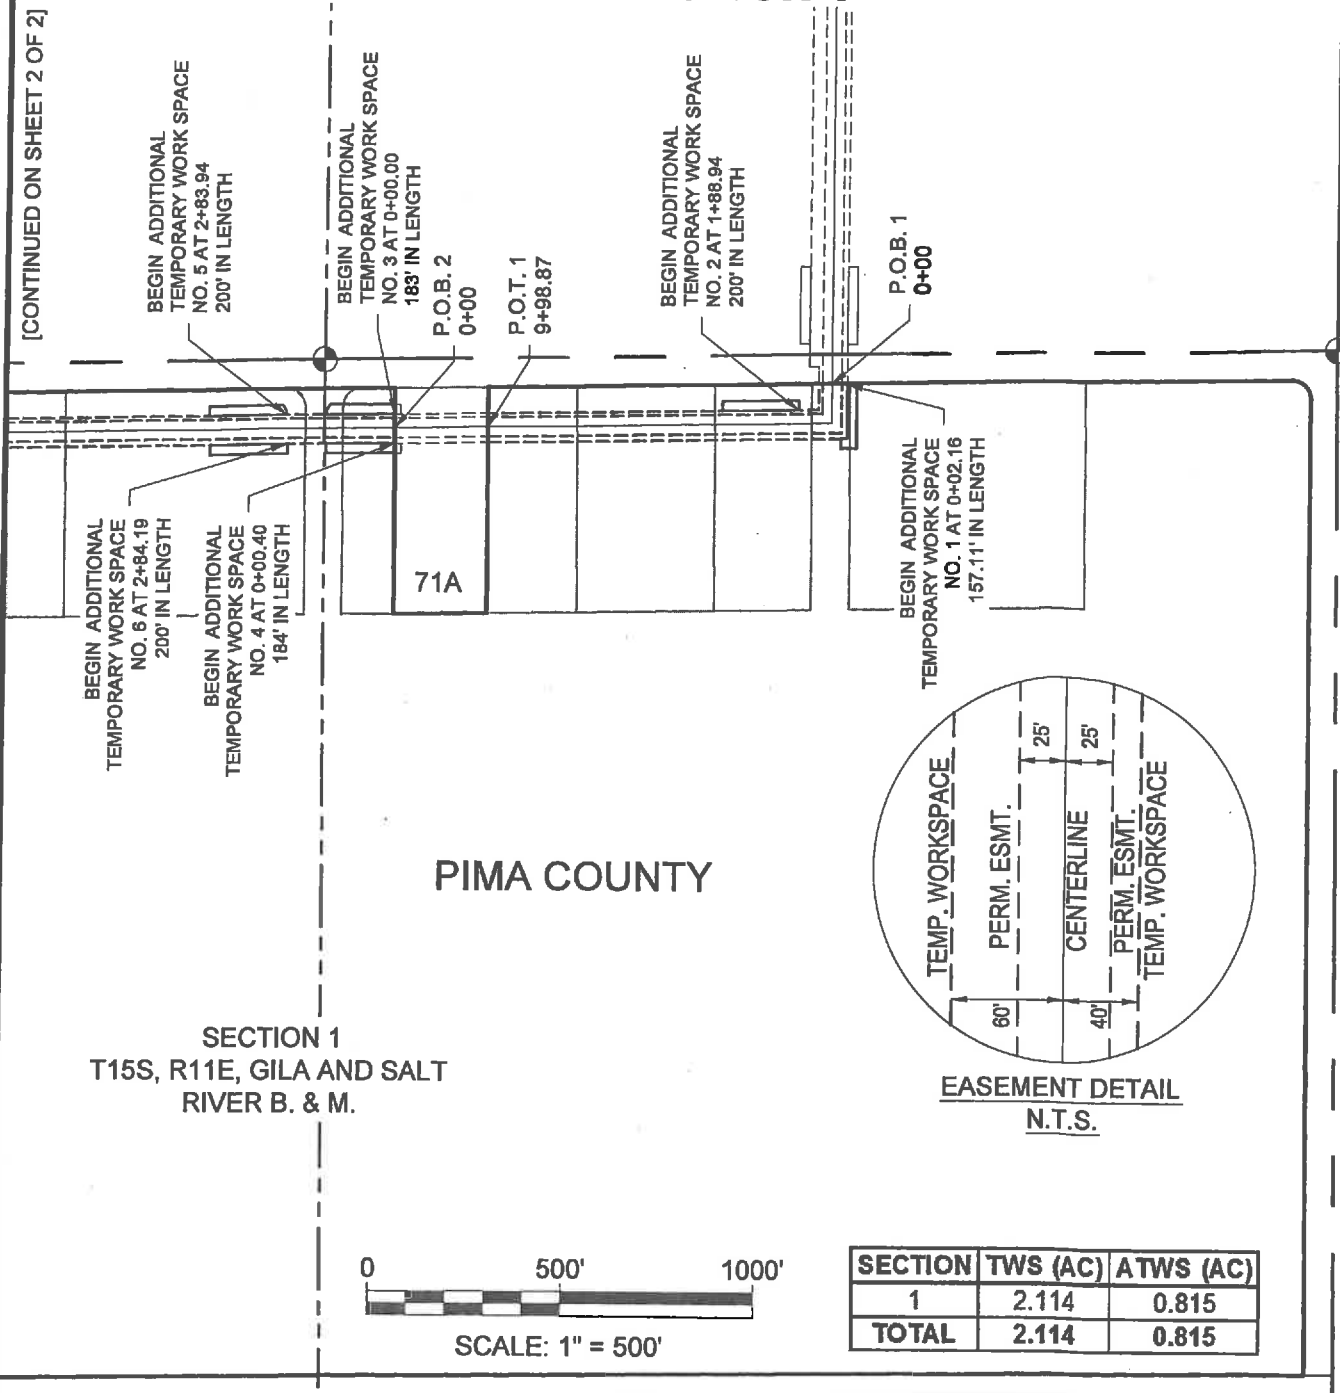 [CONTINUED ON SHEET 2 OF 2]
BEGIN ADDITIONAL
TEMPORARY WORK SPACE
NO. 5 AT 2+83.94
200' IN LENGTH
BEGIN ADDITIONAL
TEMPORARY WORK SPACE
NO. 3 AT 0+00.00
183' IN LENGTH
P.O.B. 2
0+00
P.O.T. 1
9+98.87
BEGIN ADDITIONAL
TEMPORARY WORK SPACE
NO. 2 AT 1+88.94
200' IN LENGTH
P.O.B. 1
0+00
BEGIN ADDITIONAL
TEMPORARY WORK SPACE
NO. 6 AT 2+84.19
200' IN LENGTH
BEGIN ADDITIONAL
TEMPORARY WORK SPACE
NO. 4 AT 0+00.40
184' IN LENGTH
71A
BEGIN ADDITIONAL
TEMPORARY WORK SPACE
NO. 1 AT 0+02.16
157.11' IN LENGTH
PIMA COUNTY
TEMP. WORKSPACE
PERM. ESMT.
CENTERLINE
PERM. ESMT.
TEMP. WORKSPACE
25'
25'
60'
40'
EASEMENT DETAIL
N.T.S.
SECTION 1
T15S, R11E, GILA AND SALT
RIVER B. & M.
0 500' 1000'
SCALE: 1" = 500'
SECTION TWS (AC) ATWS (AC)
1 2.114 0.815
TOTAL 2.114 0.815